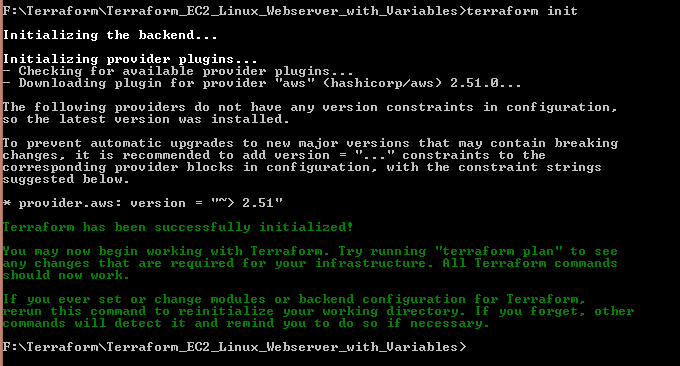 F:\Terraform\Terraform_EC2_Linux_Webserver_with_Variables>terraform init
Initializing the backend...
Initializing provider plugins...
- Checking for available provider plugins...
- Downloading plugin for provider "aws" (hashicorp/aws) 2.51.0...
The following providers do not have any version constraints in configuration,
so the latest version was installed.
To prevent automatic upgrades to new major versions that may contain breaking
changes, it is recommended to add version = "..." constraints to the
corresponding provider blocks in configuration, with the constraint strings
suggested below.
* provider.aws: version = "~> 2.51"
Terraform has been successfully initialized!
You may now begin working with Terraform. Try running "terraform plan" to see
any changes that are required for your infrastructure. All Terraform commands
should now work.
If you ever set or change modules or backend configuration for Terraform,
rerun this command to reinitialize your working directory. If you forget, other
commands will detect it and remind you to do so if necessary.
F:\Terraform\Terraform_EC2_Linux_Webserver_with_Variables>